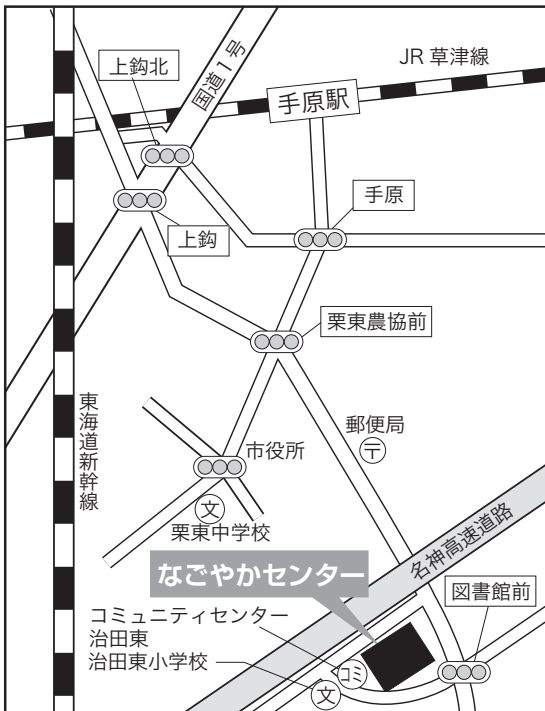 上鈎北
国道1号
JR 草津線
手原駅
手原
上鈎
栗東農協前
東海道新幹線
郵便局
〒
市役所
文
栗東中学校
名神高速道路
なごやかセンター
図書館前
コミュニティセンター
治田東
治田東小学校
コミ
文